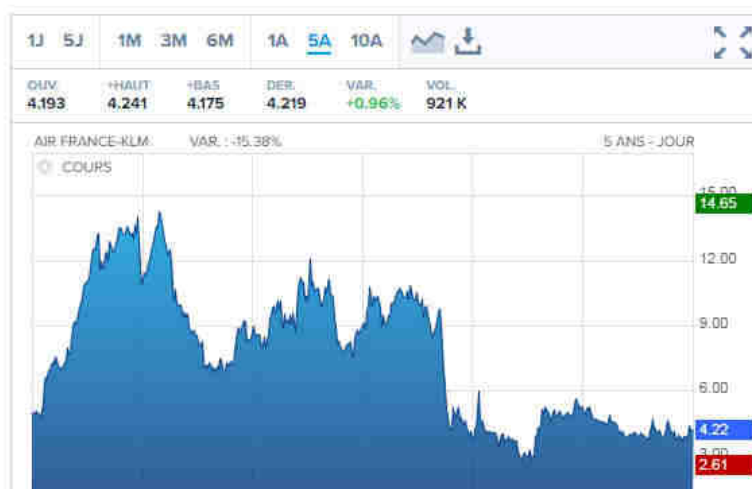 1J 5J 1M 3M 6M 1A 5A 10A
OUV. +HAUT +BAS DER. VAR. VOL.
4.193 4.241 4.175 4.219 +0.96% 921 K
AIR FRANCE-KLM VAR. : -15.38% 5 ANS - JOUR
COURS
15.00
14.65
12.00
9.00
6.00
4.22
3.00
2.61